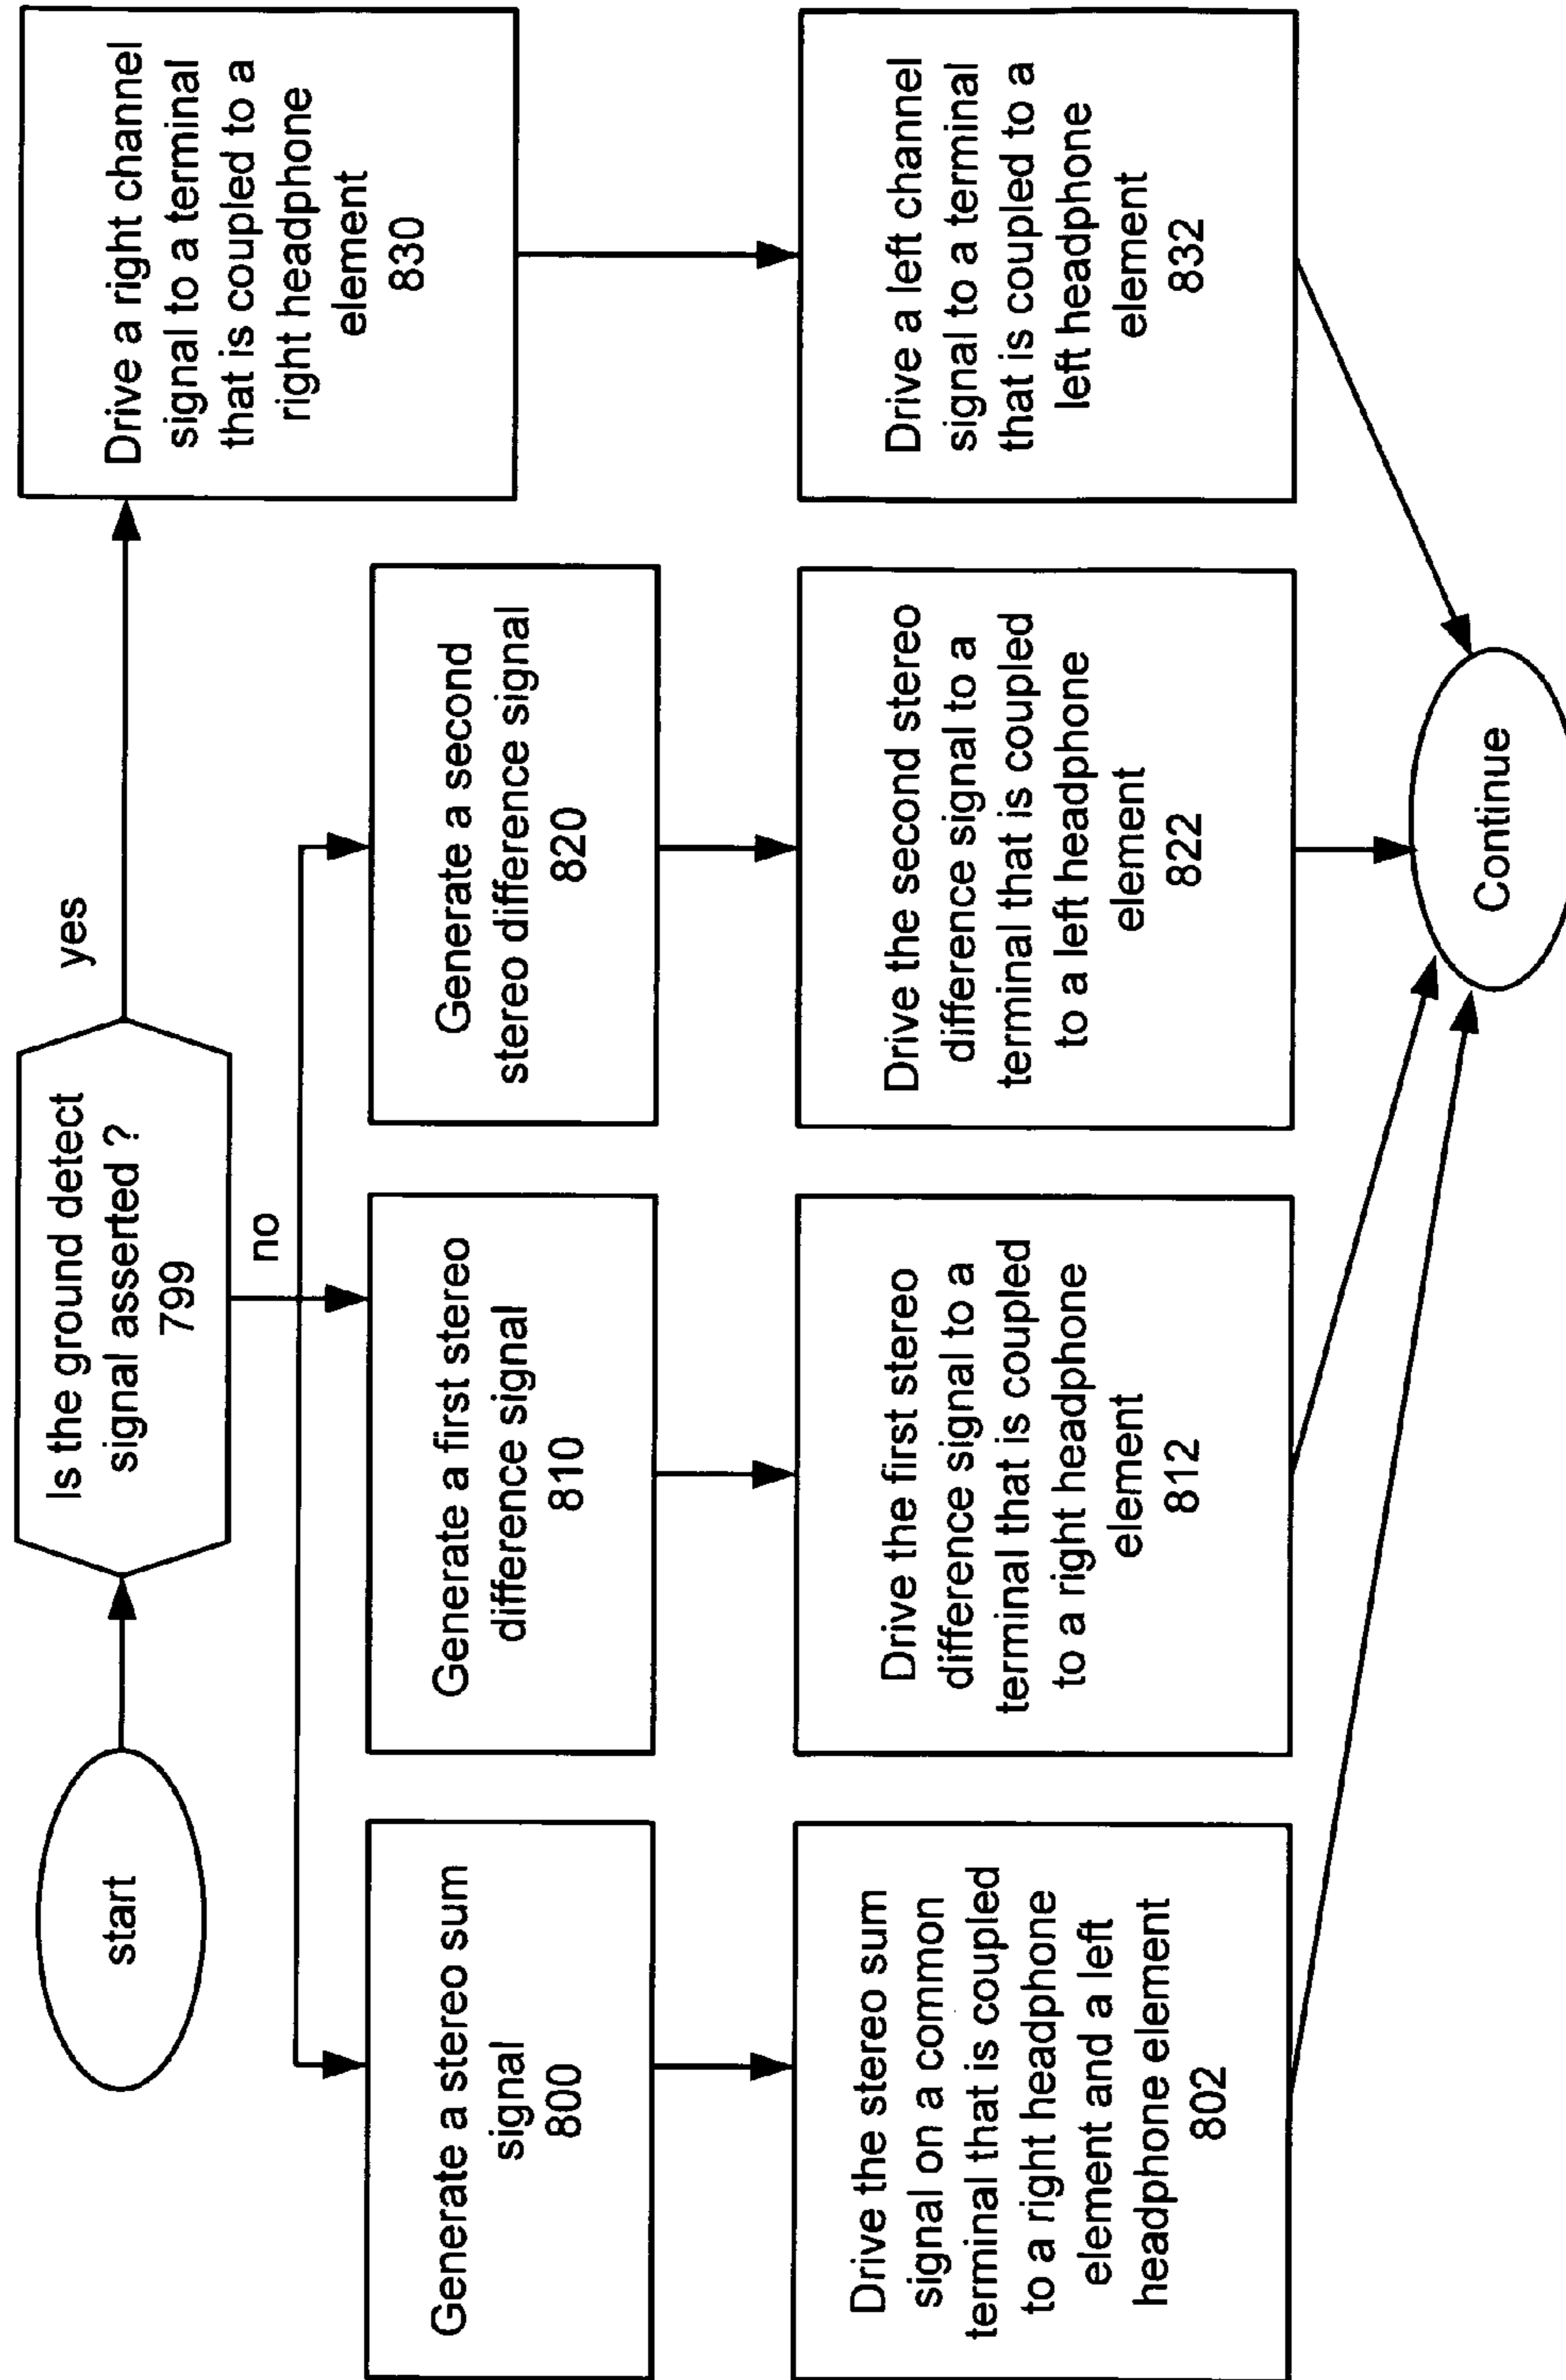 start
Is the ground detect
signal asserted ?
799
yes
no
Drive a right channel
signal to a terminal
that is coupled to a
right headphone
element
830
Generate a stereo sum
signal
800
Generate a first stereo
difference signal
810
Generate a second
stereo difference signal
820
Drive the stereo sum
signal on a common
terminal that is coupled
to a right headphone
element and a left
headphone element
802
Drive the first stereo
difference signal to a
terminal that is coupled
to a right headphone
element
812
Drive the second stereo
difference signal to a
terminal that is coupled
to a left headphone
element
822
Drive a left channel
signal to a terminal
that is coupled to a
left headphone
element
832
Continue